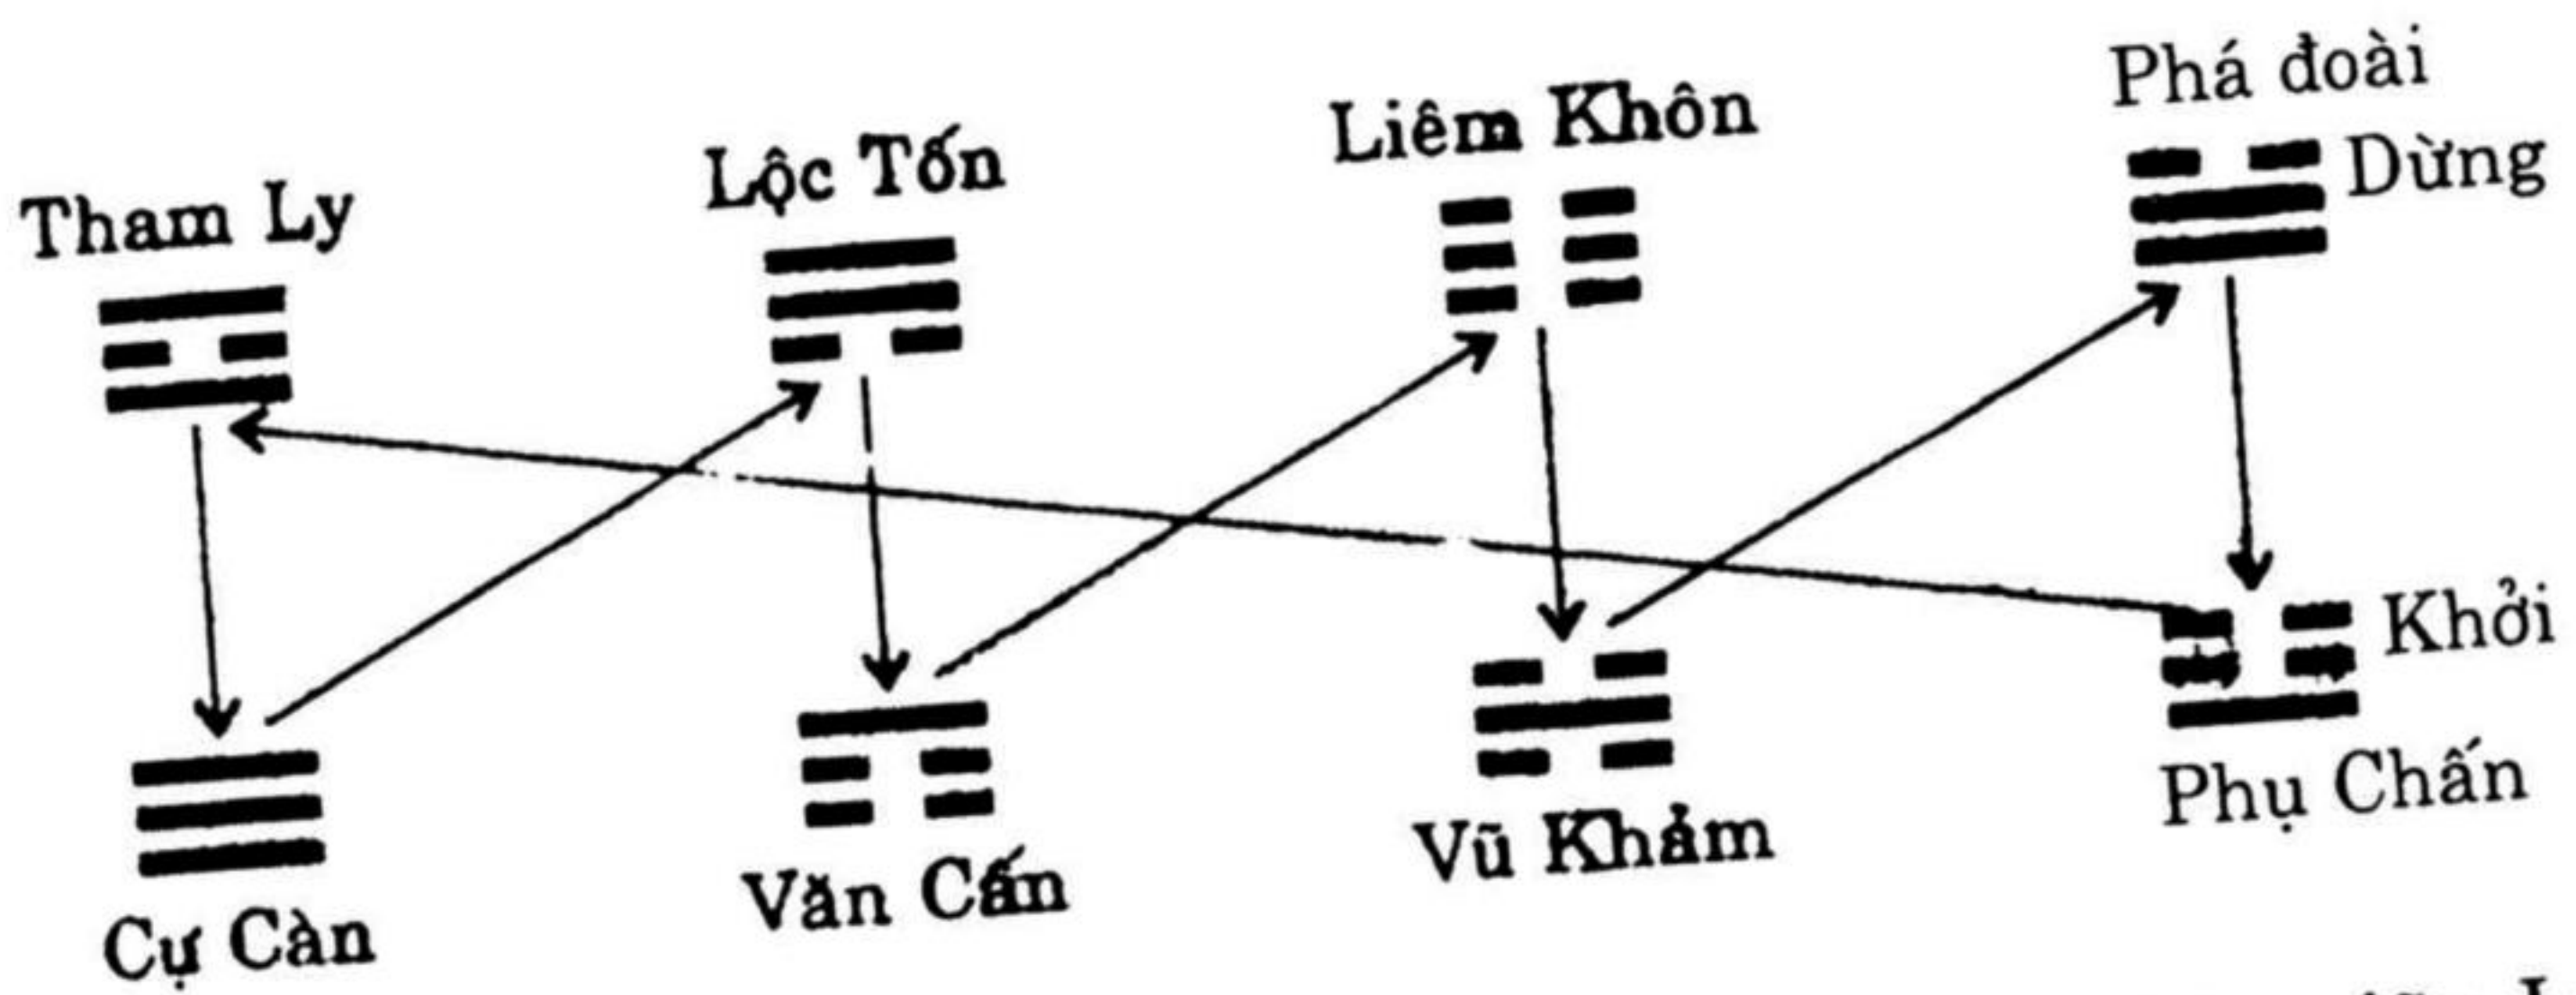 Tham Ly
Lộc Tốn
Liêm Khôn
Phá đoài
Dừng
Khởi
Cự Càn
Văn Cấn
Vũ Khảm
Phụ Chấn